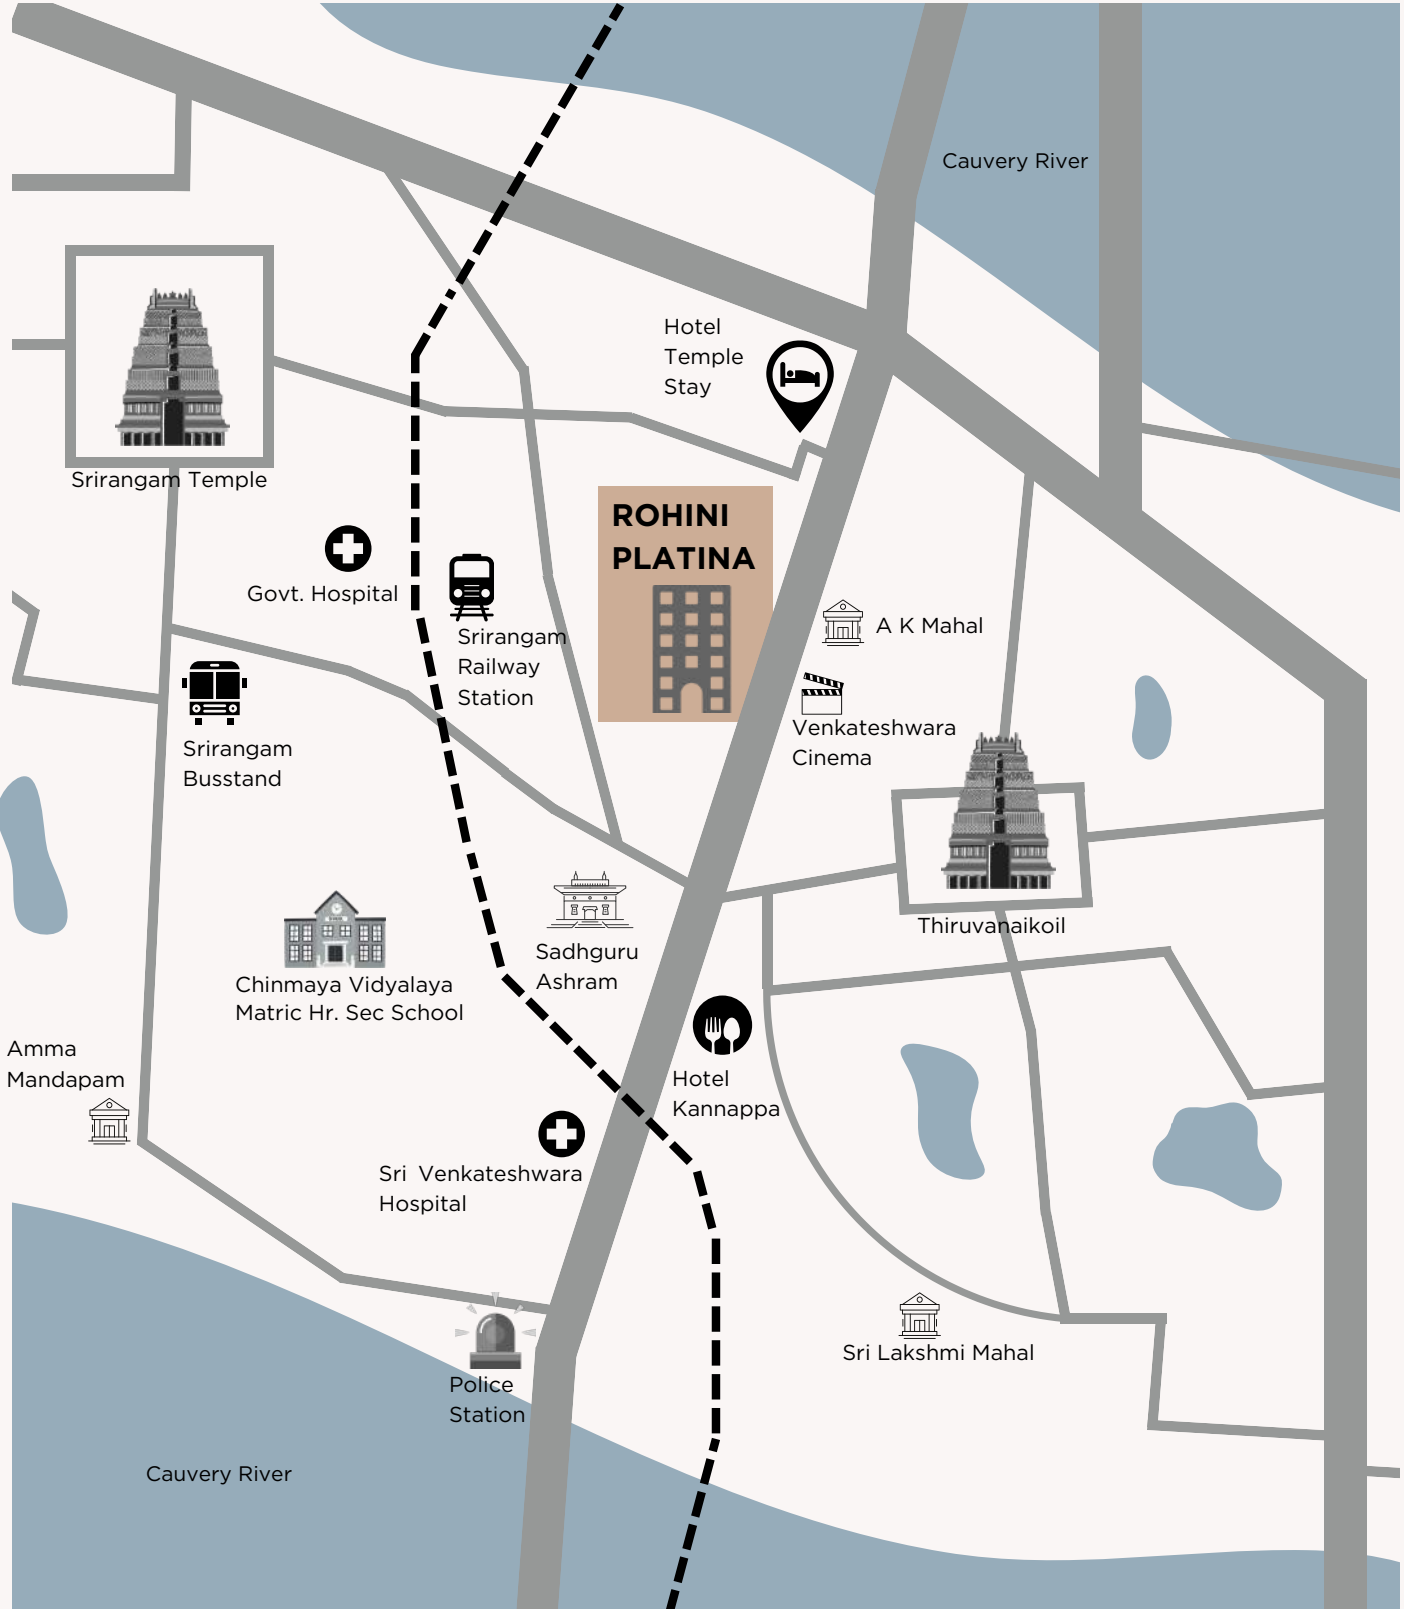 Cauvery River
Hotel
Temple
Stay
Srirangam Temple
ROHINI
PLATINA
Govt. Hospital
Srirangam
Railway
Station
A K Mahal
Srirangam
Busstand
Venkateshwara
Cinema
Thiruvanaikoil
Sadhguru
Ashram
Chinmaya Vidyalaya
Matric Hr. Sec School
Amma
Mandapam
Hotel
Kannappa
Sri Venkateshwara
Hospital
Sri Lakshmi Mahal
Police
Station
Cauvery River